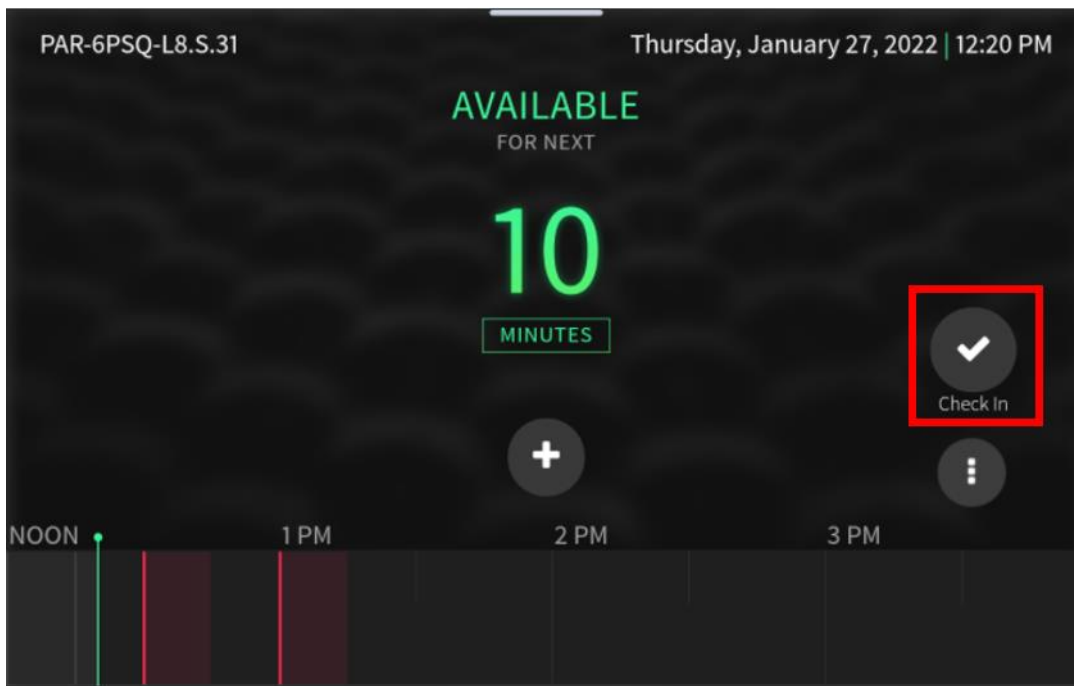 PAR-6PSQ-L8.S.31
Thursday, January 27, 2022 | 12:20 PM
AVAILABLE
FOR NEXT
10
MINUTES
Check In
NOON 1 PM 2 PM 3 PM